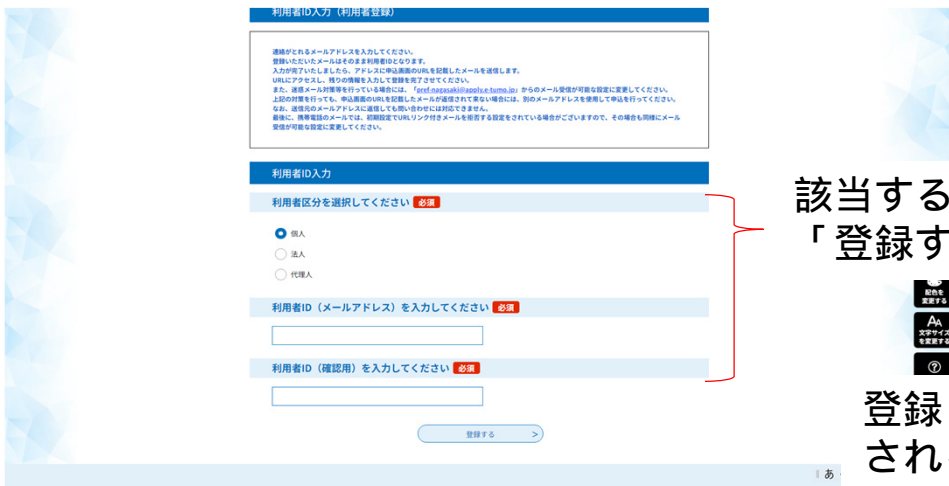 利用者ID入力（利用者登録）
連絡がとれるメールアドレスを入力してください。
登録いただいたメールはそのまま利用者IDとなります。
入力が完了いたしましたら、アドレスに申込画面のURLを記載したメールを送信します。
URLにアクセスし、残りの情報を入力して登録を完了させてください。
また、迷惑メール対策等を行っている場合には、「pref-nagasaki@apply.e-tumo.jp」からのメール受信が可能な設定に変更してください。
上記の対策を行っても、申込画面のURLを記載したメールが返信されて来ない場合には、別のメールアドレスを使用して申込を行ってください。
なお、送信元のメールアドレスに返信しても問い合わせには対応できません。
最後に、携帯電話のメールでは、初期設定でURLリンク付きメールを拒否する設定をされている場合がございますので、その場合も同様にメール
受信が可能な設定に変更してください。
利用者ID入力
利用者区分を選択してください 必須
個人
法人
代理人
利用者ID（メールアドレス）を入力してください 必須
利用者ID（確認用）を入力してください 必須
登録する >
該当する
「登録す
配色を
変更する
AA
文字サイズ
を変更する
?
登録
され
あ